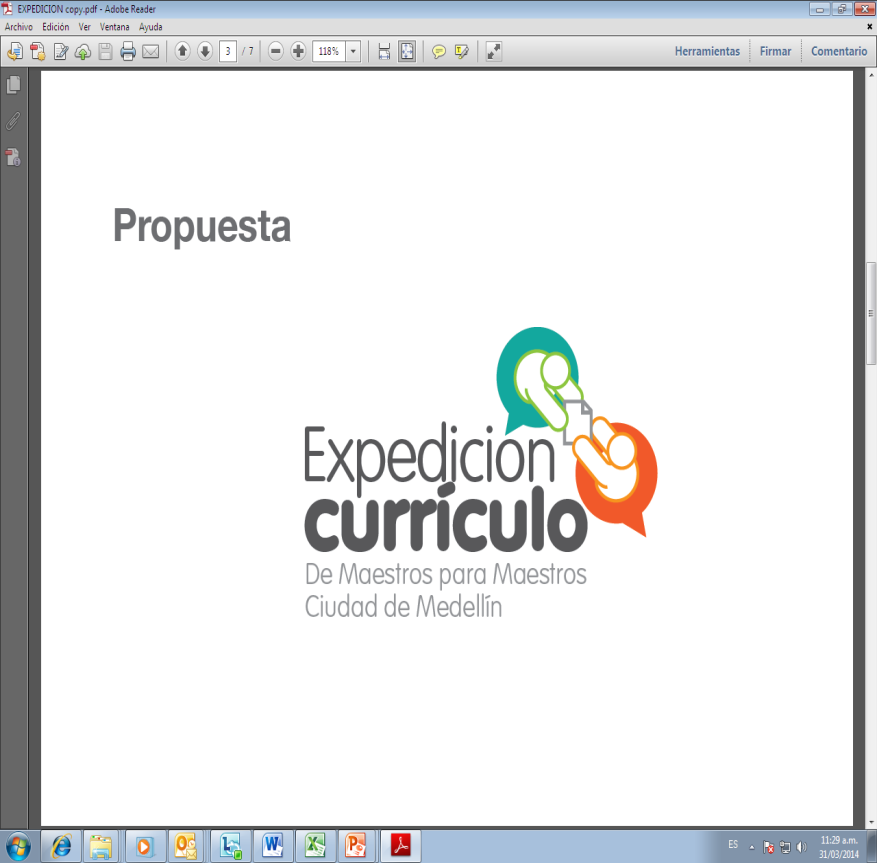 EXPEDICION copy.pdf - Adobe Reader
Archivo Edición Ver Ventana Ayuda
3 / 7 118% Herramientas Firmar Comentario
Propuesta
Expedición
currículo
De Maestros para Maestros
Ciudad de Medellín
ES 11:29 a.m.
31/03/2014